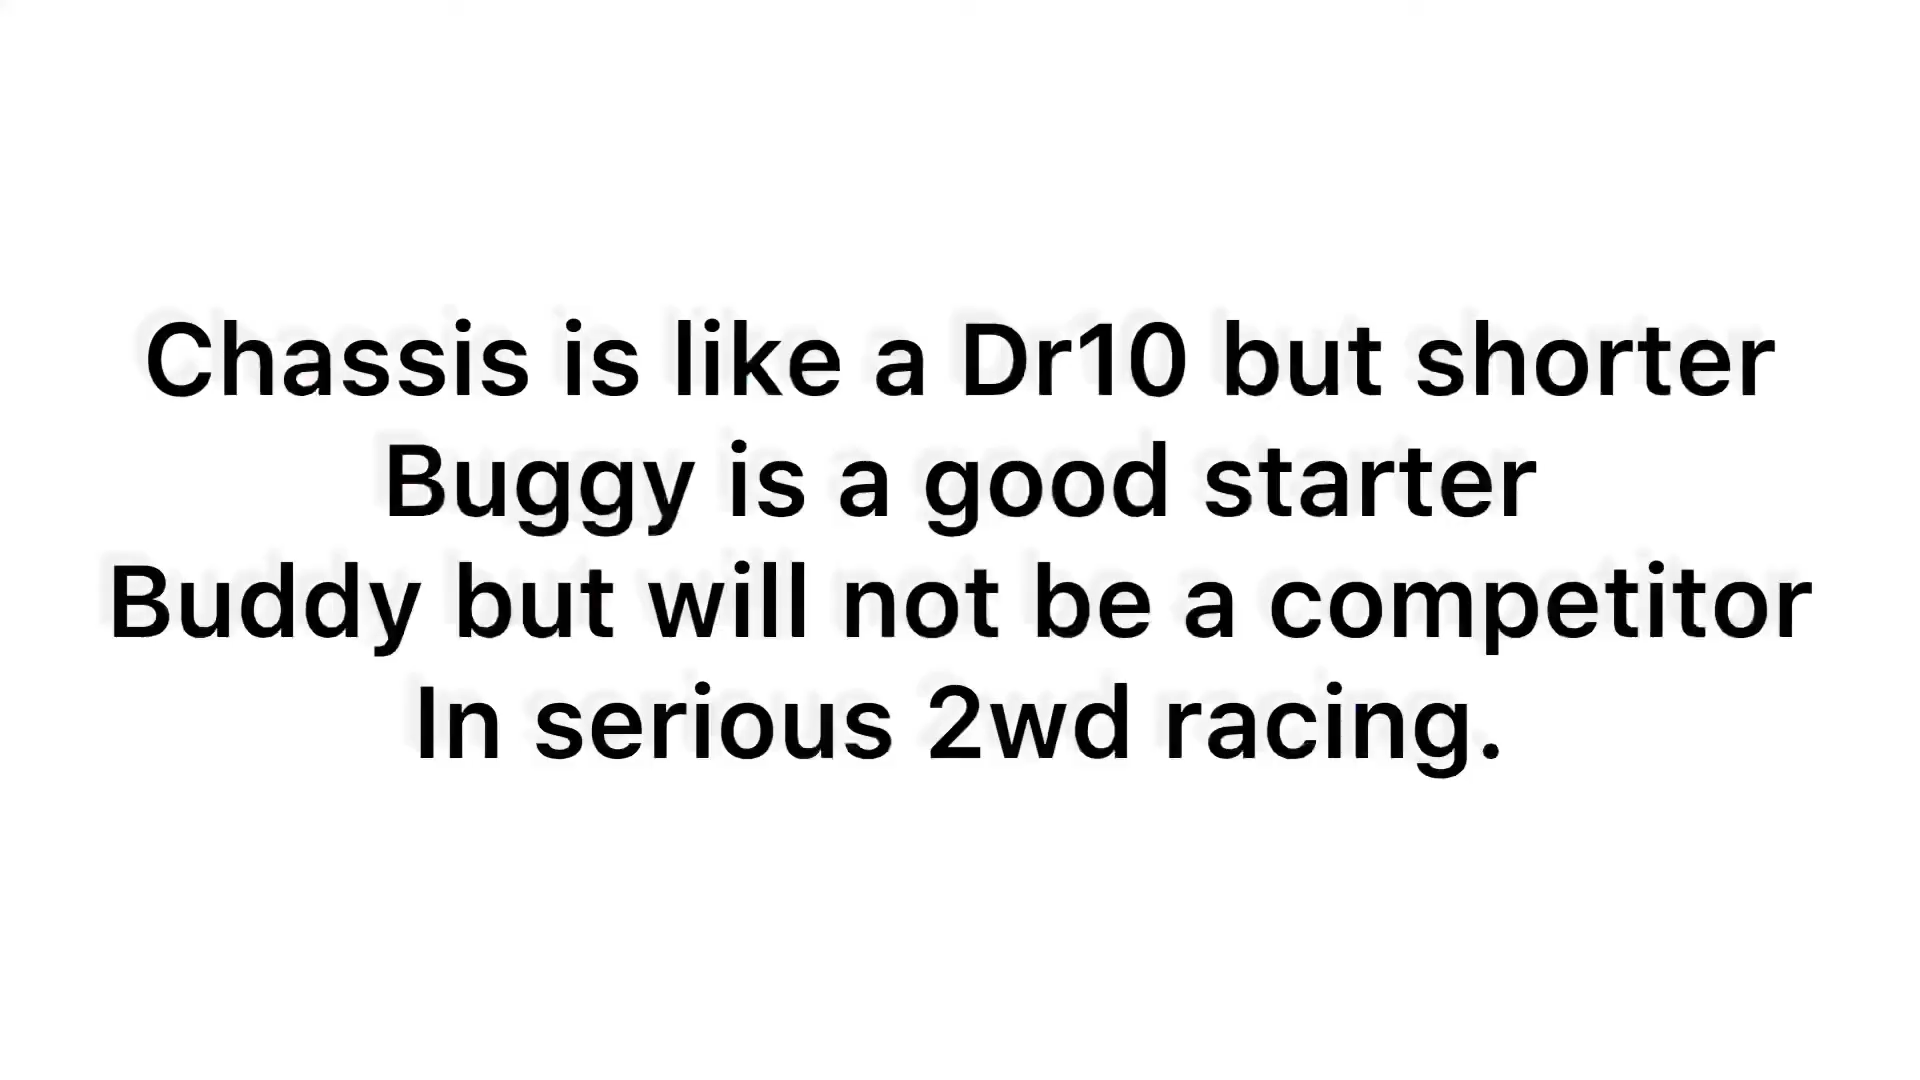 Chassis is like a Dr10 but shorter
Buggy is a good starter
Buddy but will not be a competitor
In serious 2wd racing.